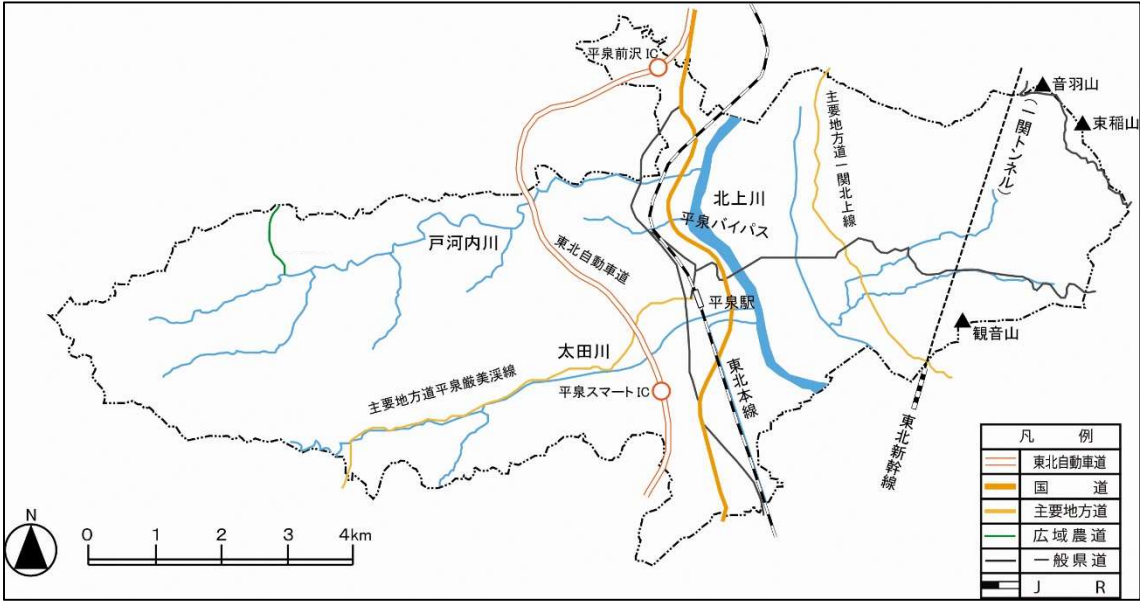 平泉前沢IC
音羽山
束稲山
主要地方道一関北上線
(一関トンネル)
北上川
平泉バイパス
戸河内川
東北自動車道
平泉駅
観音山
太田川
主要地方道平泉厳美渓線
平泉スマートIC
東北本線
東北新幹線
N
0 1 2 3 4km
凡 例
東北自動車道
国 道
主要地方道
広域農道
一般県道
J R